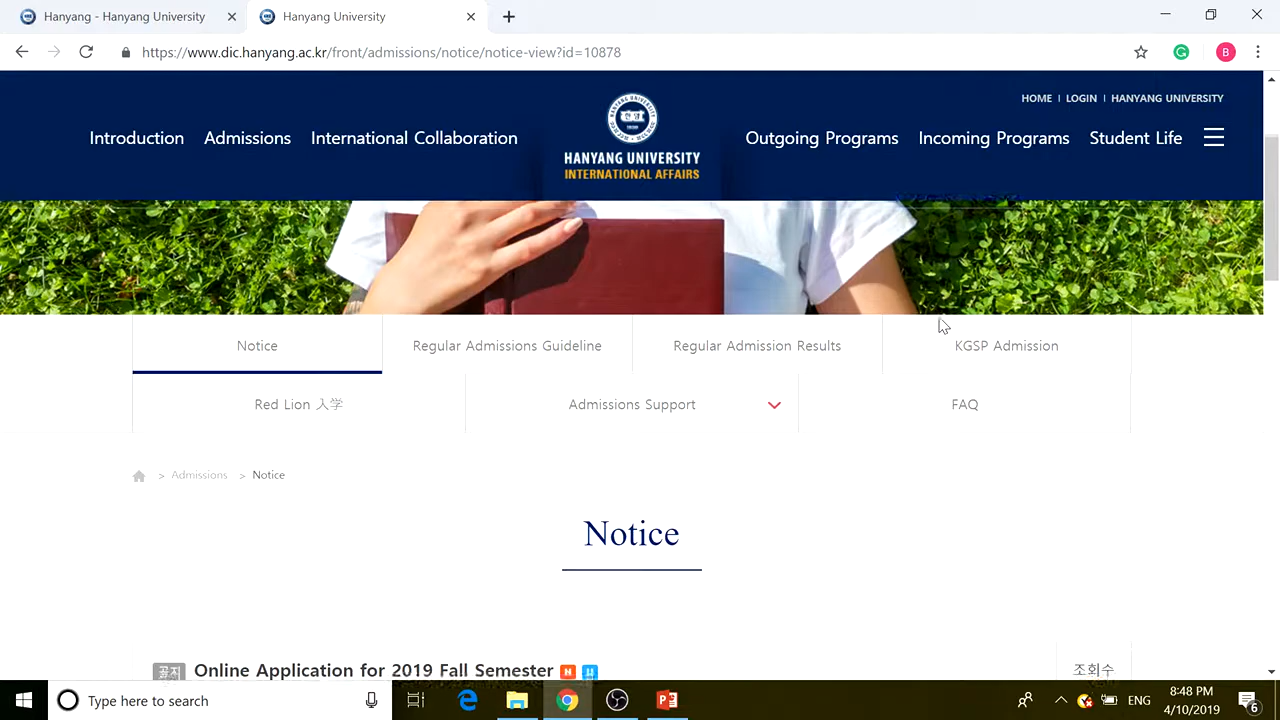 Hanyang - Hanyang University
Hanyang University
https://www.dic.hanyang.ac.kr/front/admissions/notice/notice-view?id=10878
B
HOME | LOGIN | HANYANG UNIVERSITY
Introduction Admissions International Collaboration
HANYANG UNIVERSITY
INTERNATIONAL AFFAIRS
Outgoing Programs Incoming Programs Student Life
Notice Regular Admissions Guideline Regular Admission Results KGSP Admission
Red Lion 入学 Admissions Support FAQ
> Admissions > Notice
Notice
공지 Online Application for 2019 Fall Semester N
조회수
Type here to search
ENG
8:48 PM
4/10/2019
6